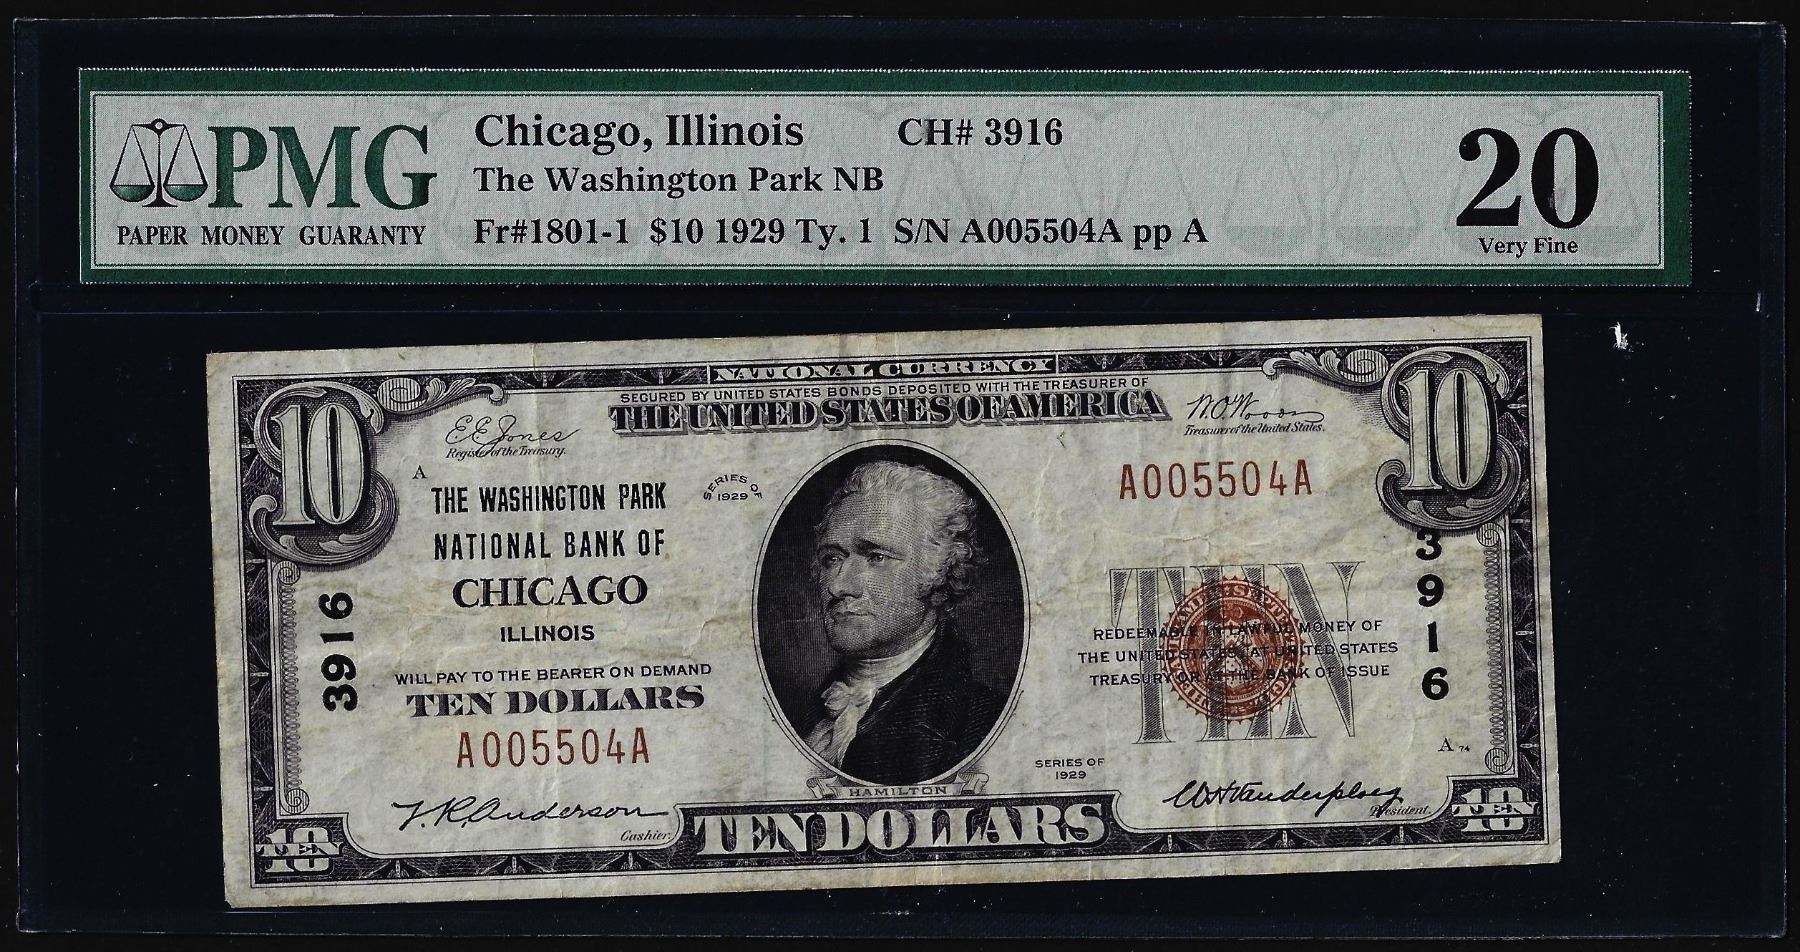 PMG
PAPER MONEY GUARANTY
Chicago, Illinois CH# 3916
The Washington Park NB
Fr#1801-1 $10 1929 Ty. 1 S/N A005504A pp A
20
Very Fine
NATIONAL CURRENCY
SECURED BY UNITED STATES BONDS DEPOSITED WITH THE TREASURER OF
THE UNITED STATES OF AMERICA
10
10
E.E. Jones
Register of the Treasury.
W.O. Woods
Treasurer of the United States.
A
THE WASHINGTON PARK
NATIONAL BANK OF
CHICAGO
ILLINOIS
SERIES OF
1929
A005504A
3916
3916
WILL PAY TO THE BEARER ON DEMAND
TEN DOLLARS
A005504A
TEN
REDEEMABLE IN LAWFUL MONEY OF
THE UNITED STATES AT UNITED STATES
TREASURY OR AT THE BANK OF ISSUE
A 74
SERIES OF
1929
HAMILTON
Cashier.
President.
10
TEN
TEN DOLLARS
10
TEN